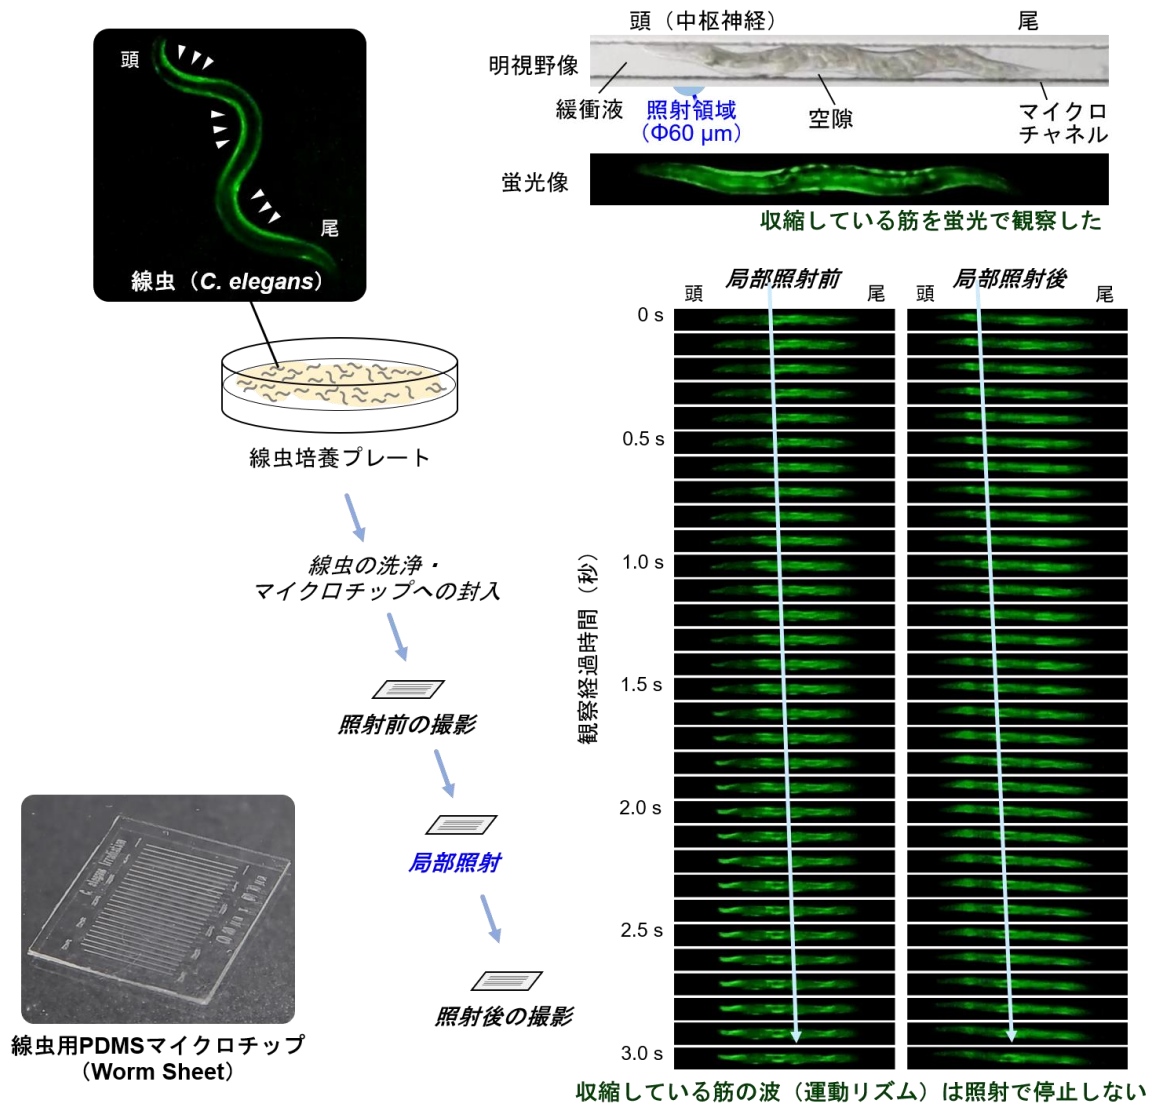 頭
尾
線虫（C. elegans）
線虫培養プレート
線虫の洗浄・
マイクロチップへの封入
照射前の撮影
局部照射
照射後の撮影
線虫用PDMSマイクロチップ
（Worm Sheet）
頭（中枢神経）
尾
明視野像
緩衝液
照射領域
（Φ60 μm）
空隙
マイクロ
チャネル
蛍光像
収縮している筋を蛍光で観察した
局部照射前
局部照射後
頭
尾
頭
尾
観察経過時間（秒）
0 s
0.5 s
1.0 s
1.5 s
2.0 s
2.5 s
3.0 s
収縮している筋の波（運動リズム）は照射で停止しない